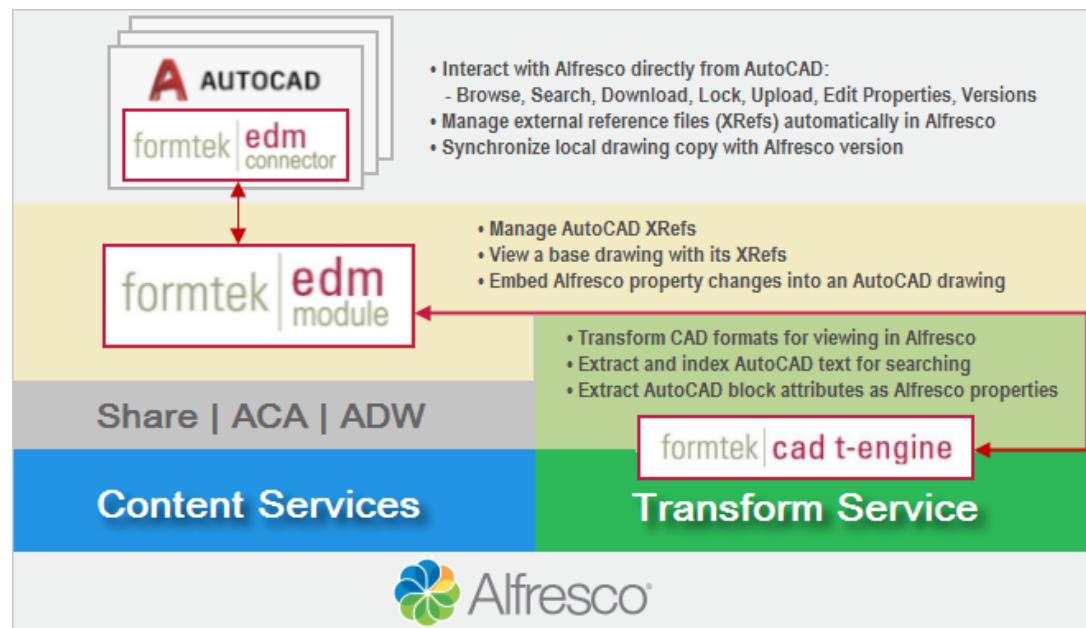 AUTOCAD
formtek | edm
connector
• Interact with Alfresco directly from AutoCAD:
- Browse, Search, Download, Lock, Upload, Edit Properties, Versions
• Manage external reference files (XRefs) automatically in Alfresco
• Synchronize local drawing copy with Alfresco version
formtek | edm
module
• Manage AutoCAD XRefs
• View a base drawing with its XRefs
• Embed Alfresco property changes into an AutoCAD drawing
• Transform CAD formats for viewing in Alfresco
• Extract and index AutoCAD text for searching
• Extract AutoCAD block attributes as Alfresco properties
Share | ACA | ADW
formtek | cad t-engine
Content Services
Transform Service
Alfresco